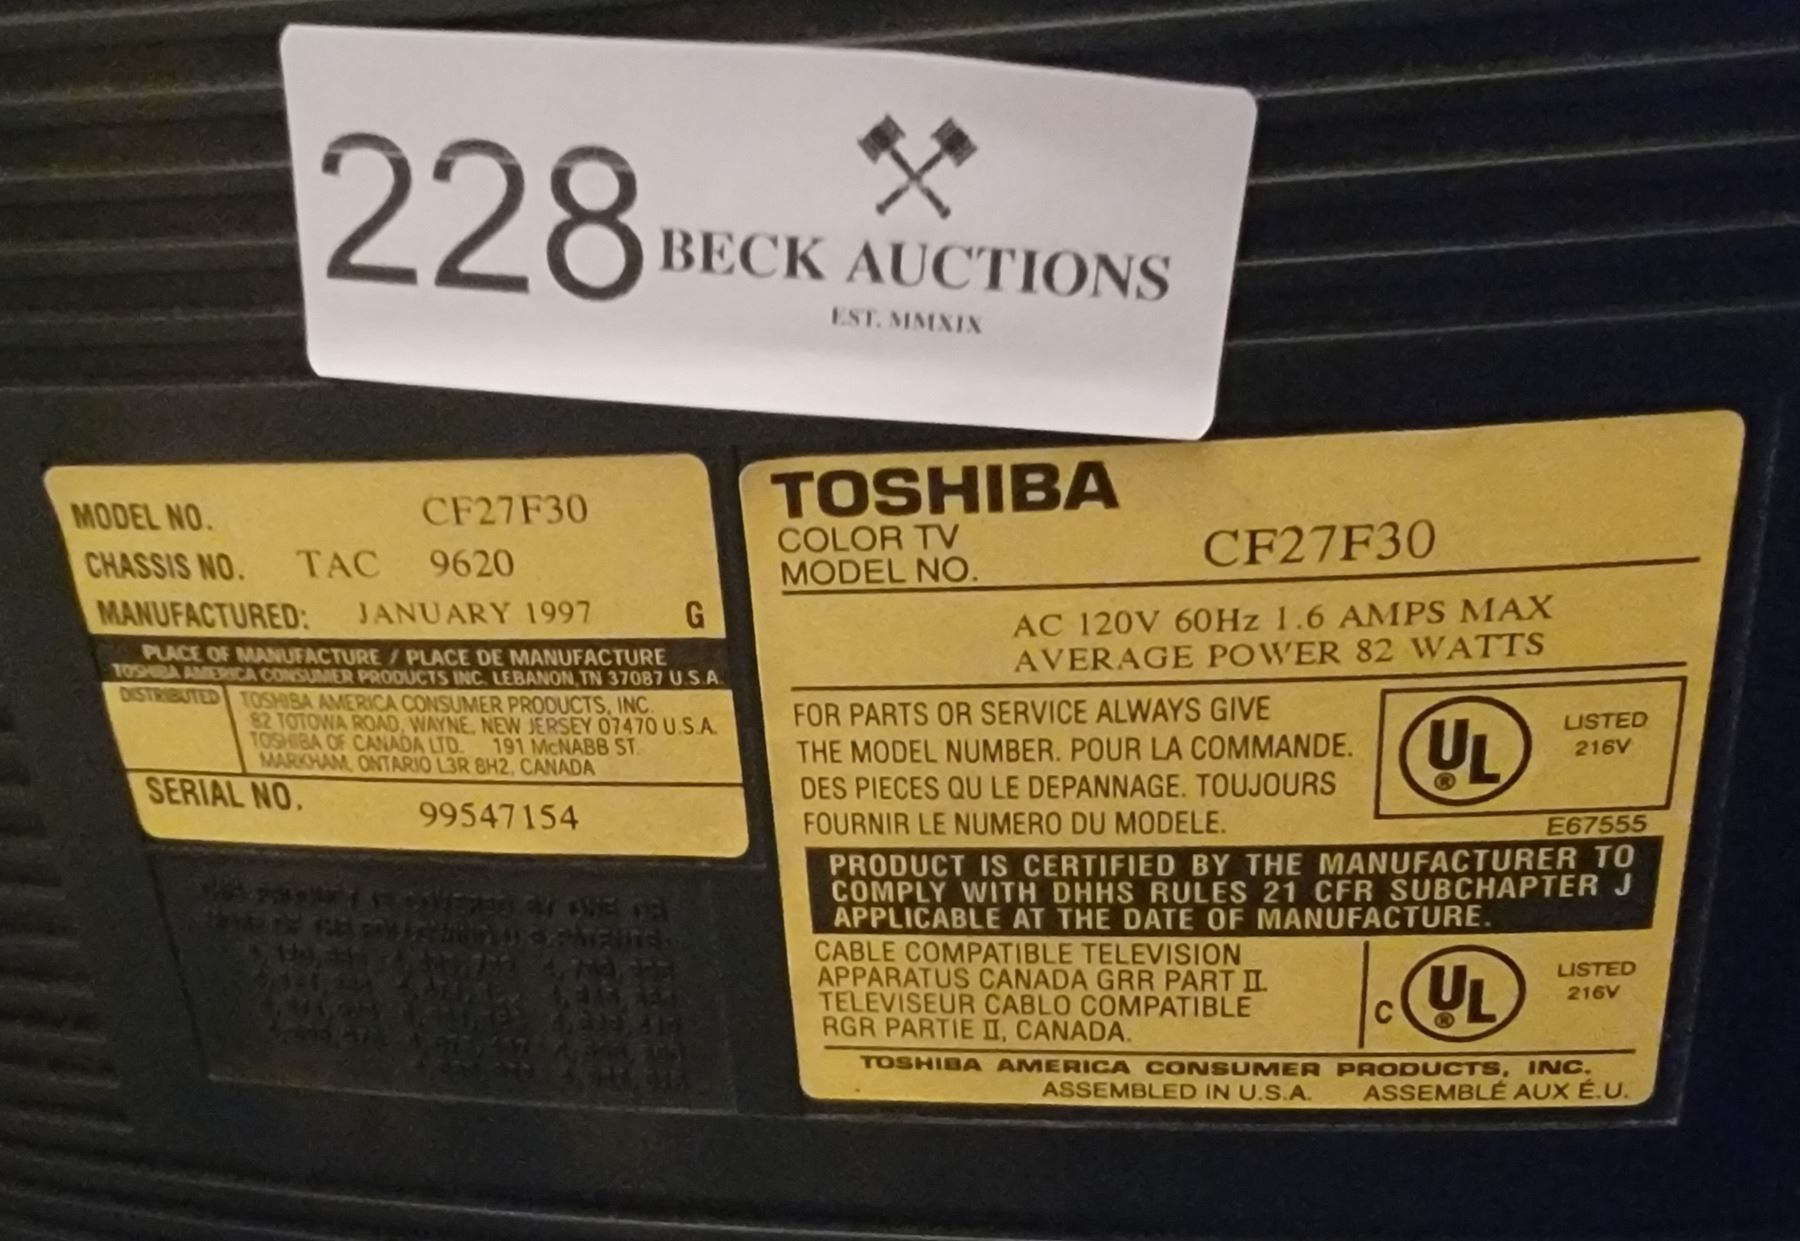 228
BECK AUCTIONS
EST. MMXIX
MODEL NO. CF27F30
CHASSIS NO. TAC 9620
MANUFACTURED: JANUARY 1997 G
PLACE OF MANUFACTURE / PLACE DE MANUFACTURE
TOSHIBA AMERICA CONSUMER PRODUCTS INC. LEBANON, TN 37087 U.S.A.
DISTRIBUTED
TOSHIBA AMERICA CONSUMER PRODUCTS, INC.
82 TOTOWA ROAD, WAYNE, NEW JERSEY 07470 U.S.A.
TOSHIBA OF CANADA LTD. 191 McNABB ST.
MARKHAM, ONTARIO L3R 8H2, CANADA
SERIAL NO. 99547154
TOSHIBA
COLOR TV
MODEL NO. CF27F30
AC 120V 60Hz 1.6 AMPS MAX
AVERAGE POWER 82 WATTS
FOR PARTS OR SERVICE ALWAYS GIVE
THE MODEL NUMBER. POUR LA COMMANDE.
DES PIECES QU LE DEPANNAGE. TOUJOURS
FOURNIR LE NUMERO DU MODELE.
UL ®
LISTED
216V
E67555
PRODUCT IS CERTIFIED BY THE MANUFACTURER TO
COMPLY WITH DHHS RULES 21 CFR SUBCHAPTER J
APPLICABLE AT THE DATE OF MANUFACTURE.
CABLE COMPATIBLE TELEVISION
APPARATUS CANADA GRR PART II.
TELEVISEUR CABLO COMPATIBLE
RGR PARTIE II, CANADA.
C UL ®
LISTED
216V
TOSHIBA AMERICA CONSUMER PRODUCTS, INC.
ASSEMBLED IN U.S.A. ASSEMBLÉ AUX É.U.